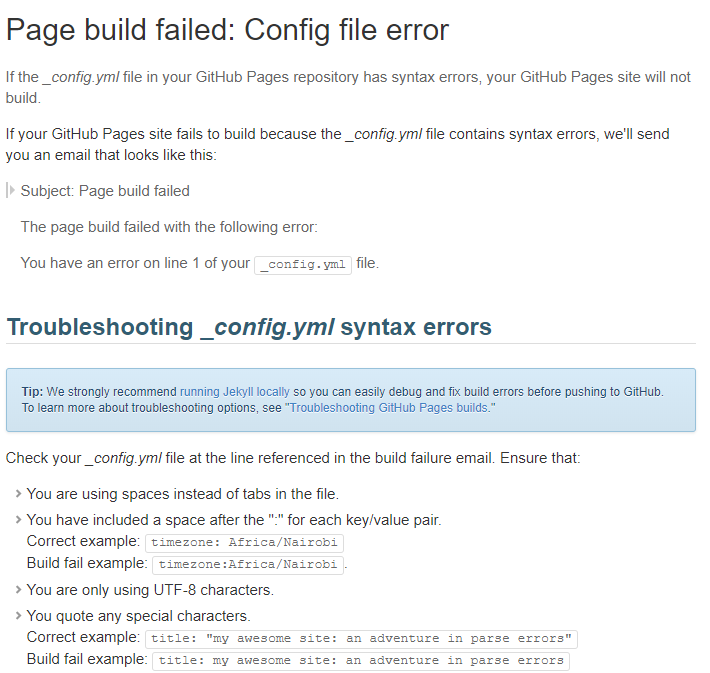 Page build failed: Config file error
If the _config.yml file in your GitHub Pages repository has syntax errors, your GitHub Pages site will not
build.
If your GitHub Pages site fails to build because the _config.yml file contains syntax errors, we'll send
you an email that looks like this:
Subject: Page build failed
The page build failed with the following error:
You have an error on line 1 of your _config.yml file.
Troubleshooting _config.yml syntax errors
Tip: We strongly recommend running Jekyll locally so you can easily debug and fix build errors before pushing to GitHub.
To learn more about troubleshooting options, see "Troubleshooting GitHub Pages builds."
Check your _config.yml file at the line referenced in the build failure email. Ensure that:
You are using spaces instead of tabs in the file.
You have included a space after the ":" for each key/value pair.
Correct example: timezone: Africa/Nairobi
Build fail example: timezone:Africa/Nairobi.
You are only using UTF-8 characters.
You quote any special characters.
Correct example: title: "my awesome site: an adventure in parse errors"
Build fail example: title: my awesome site: an adventure in parse errors